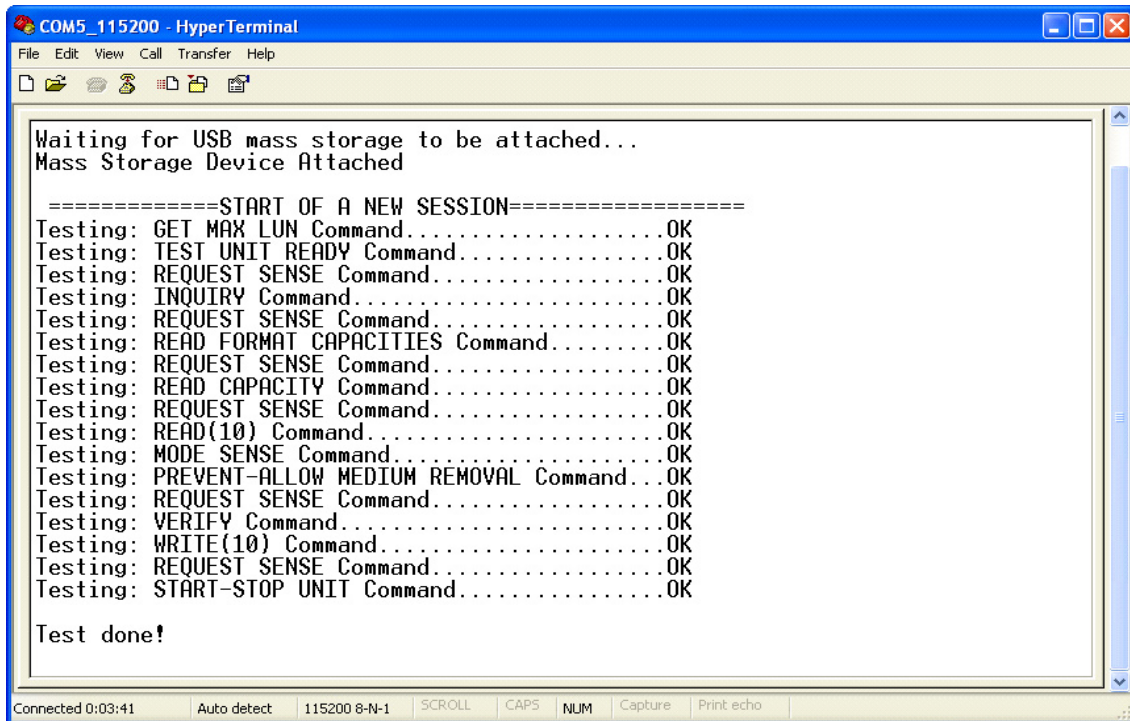 COM5_115200 - HyperTerminal
File Edit View Call Transfer Help
Waiting for USB mass storage to be attached...
Mass Storage Device Attached
=============START OF A NEW SESSION==================
Testing: GET MAX LUN Command....................OK
Testing: TEST UNIT READY Command................OK
Testing: REQUEST SENSE Command..................OK
Testing: INQUIRY Command........................OK
Testing: REQUEST SENSE Command..................OK
Testing: READ FORMAT CAPACITIES Command.........OK
Testing: REQUEST SENSE Command..................OK
Testing: READ CAPACITY Command..................OK
Testing: REQUEST SENSE Command..................OK
Testing: READ(10) Command.......................OK
Testing: MODE SENSE Command.....................OK
Testing: PREVENT-ALLOW MEDIUM REMOVAL Command...OK
Testing: REQUEST SENSE Command..................OK
Testing: VERIFY Command.........................OK
Testing: WRITE(10) Command......................OK
Testing: REQUEST SENSE Command..................OK
Testing: START-STOP UNIT Command................OK
Test done!
Connected 0:03:41 Auto detect 115200 8-N-1 SCROLL CAPS NUM Capture Print echo